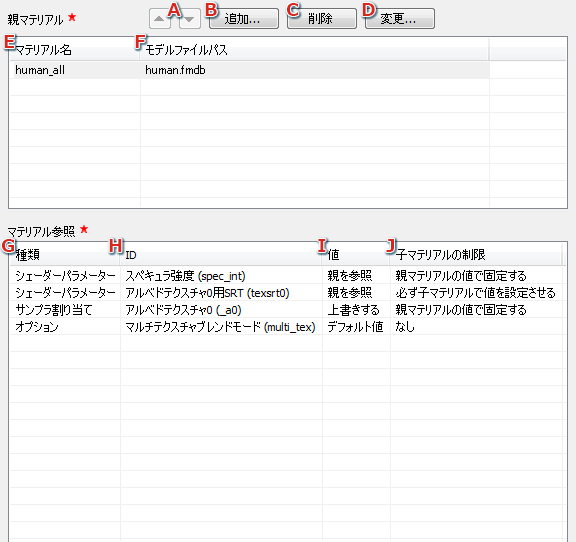 親マテリアル ★ A B 追加... C 削除 D 変更...
E マテリアル名 F モデルファイルパス
human_all human.fmdb
マテリアル参照 ★
G 種類 H ID I 値 J 子マテリアルの制限
シェーダーパラメーター スペキュラ強度 (spec_int) 親を参照 親マテリアルの値で固定する
シェーダーパラメーター アルベドテクスチャ0用SRT (texsrt0) 親を参照 必ず子マテリアルで値を設定させる
サンプラ割り当て アルベドテクスチャ0 (_a0) 上書きする 親マテリアルの値で固定する
オプション マルチテクスチャブレンドモード (multi_tex) デフォルト値 なし